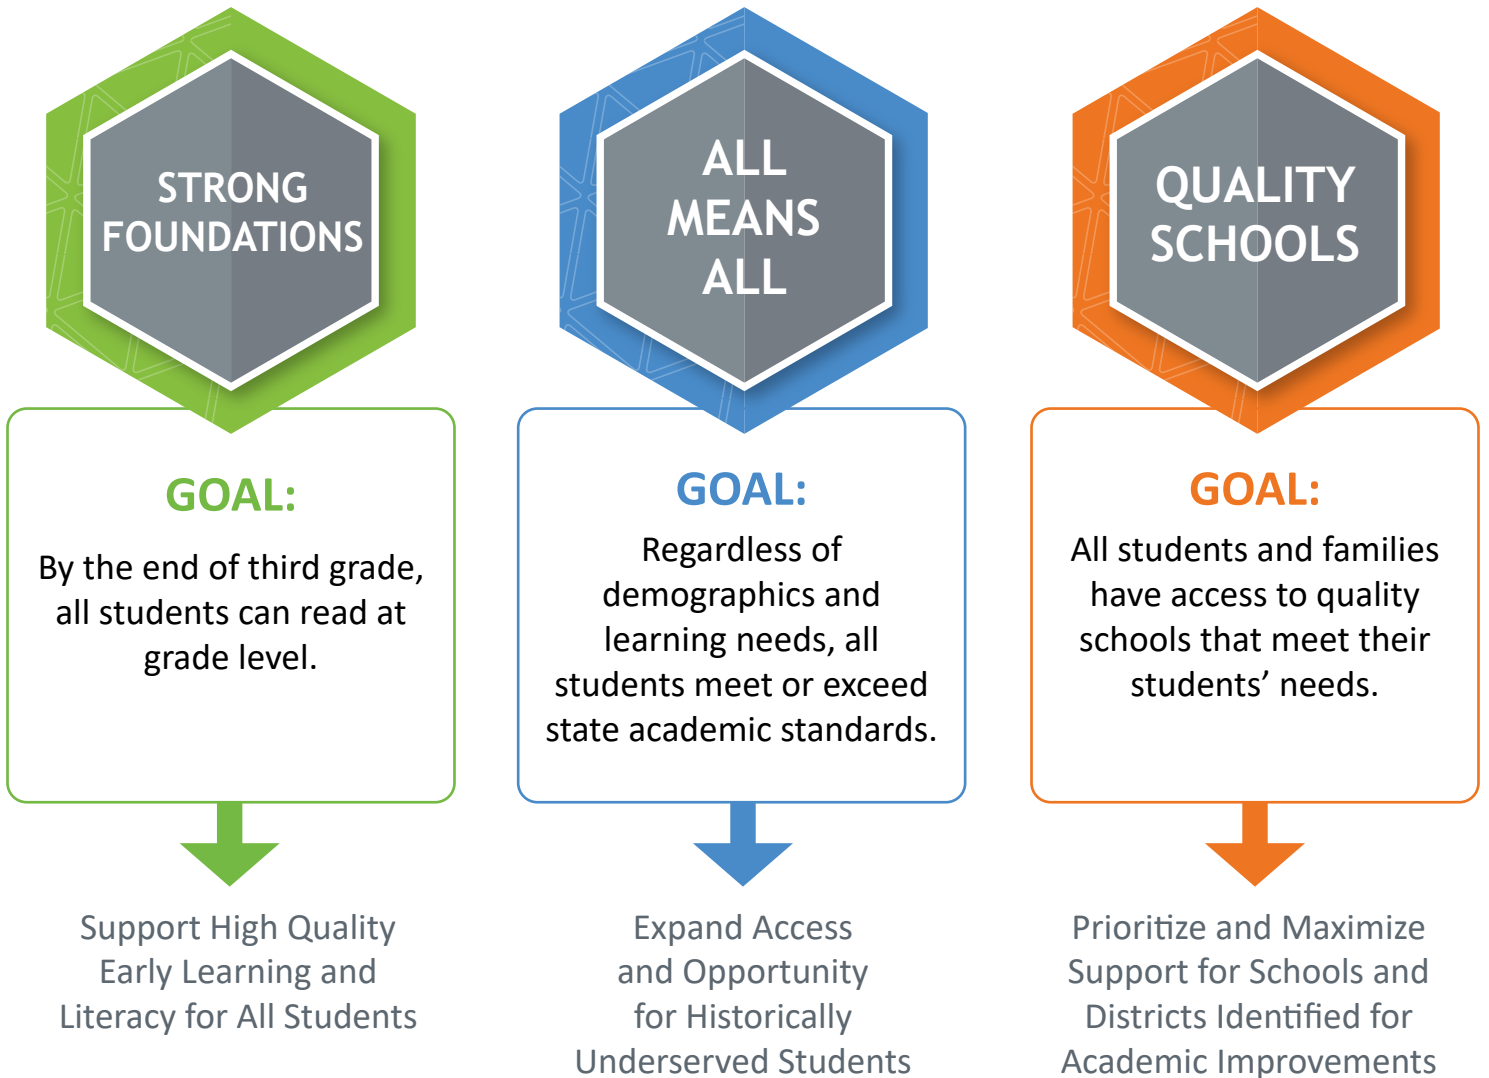 STRONG
FOUNDATIONS
GOAL:
By the end of third grade,
all students can read at
grade level.
Support High Quality
Early Learning and
Literacy for All Students
ALL
MEANS
ALL
GOAL:
Regardless of
demographics and
learning needs, all
students meet or exceed
state academic standards.
Expand Access
and Opportunity
for Historically
Underserved Students
QUALITY
SCHOOLS
GOAL:
All students and families
have access to quality
schools that meet their
students’ needs.
Prioritize and Maximize
Support for Schools and
Districts Identified for
Academic Improvements